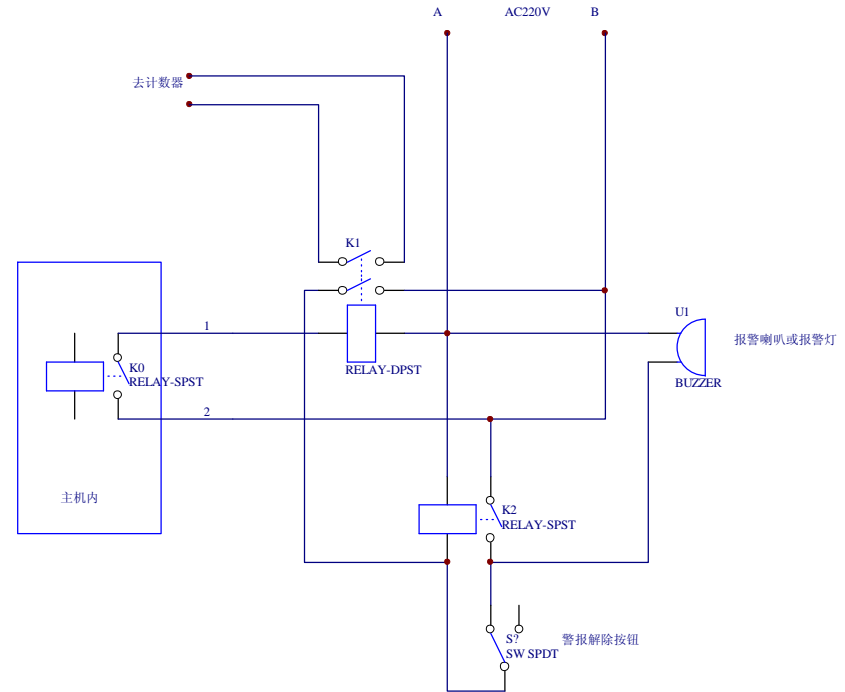 A AC220V B
去计数器
K1
U1
1
报警喇叭或报警灯
K0
RELAY-SPST
RELAY-DPST
BUZZER
2
主机内
K2
RELAY-SPST
S?
警报解除按钮
SW SPDT